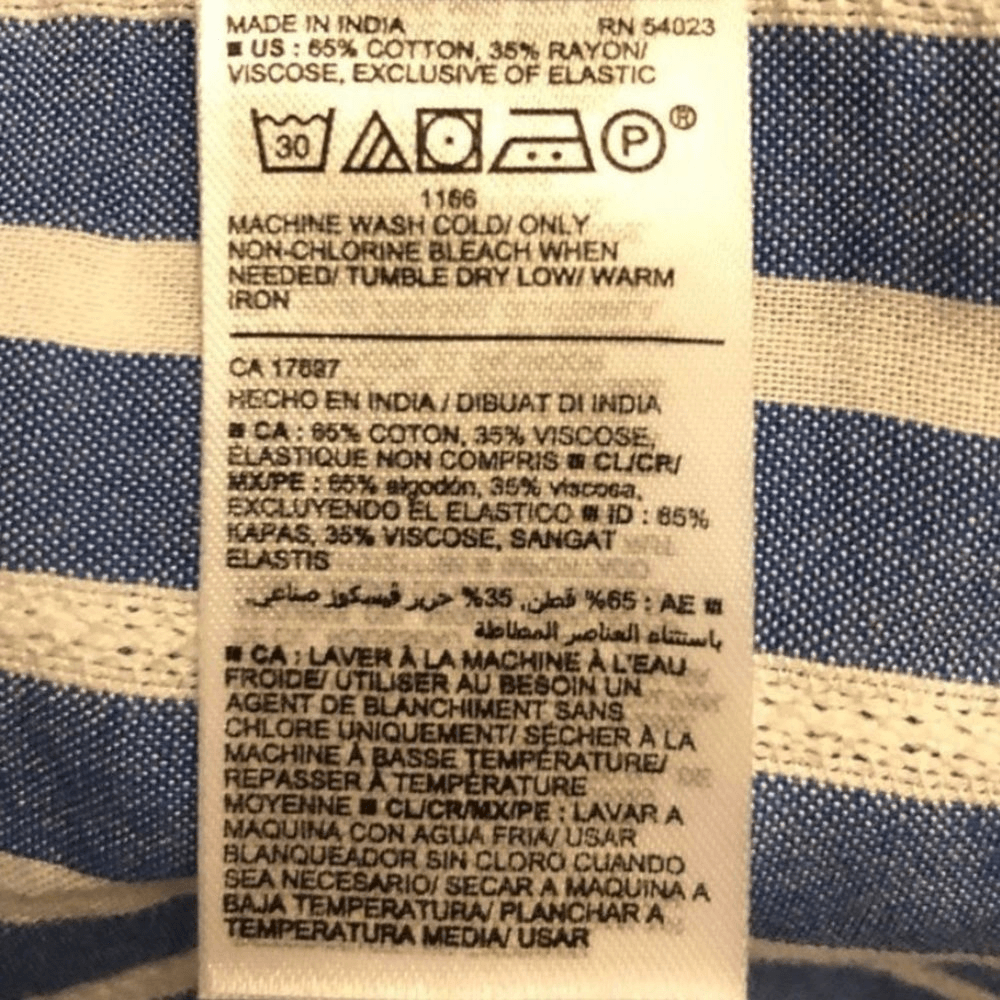 MADE IN INDIA RN 54023
US : 65% COTTON, 35% RAYON/
VISCOSE, EXCLUSIVE OF ELASTIC
30 P®
1166
MACHINE WASH COLD/ ONLY
NON-CHLORINE BLEACH WHEN
NEEDED/ TUMBLE DRY LOW/ WARM
IRON
CA 17897
HECHO EN INDIA / DIBUAT DI INDIA
CA : 65% COTON, 35% VISCOSE,
ELASTIQUE NON COMPRIS ■ CL/CR/
MX/PE : 65% algodón, 35% viscosa,
EXCLUYENDO EL ELASTICO ■ ID : 65%
KAPAS, 35% VISCOSE, SANGAT
ELASTIS
■ AE : 65% قطن, 35% حرير فيسكوز صناعي.
باستثناء العناصر المطاطة
■ CA : LAVER À LA MACHINE À L'EAU
FROIDE/ UTILISER AU BESOIN UN
AGENT DE BLANCHIMENT SANS
CHLORE UNIQUEMENT/ SÉCHER À LA
MACHINE À BASSE TEMPÉRATURE/
REPASSER À TEMPÉRATURE
MOYENNE ■ CL/CR/MX/PE : LAVAR A
MAQUINA CON AGUA FRIA/ USAR
BLANQUEADOR SIN CLORO CUANDO
SEA NECESARIO/ SECAR A MAQUINA A
BAJA TEMPERATURA/ PLANCHAR A
TEMPERATURA MEDIA/ USAR